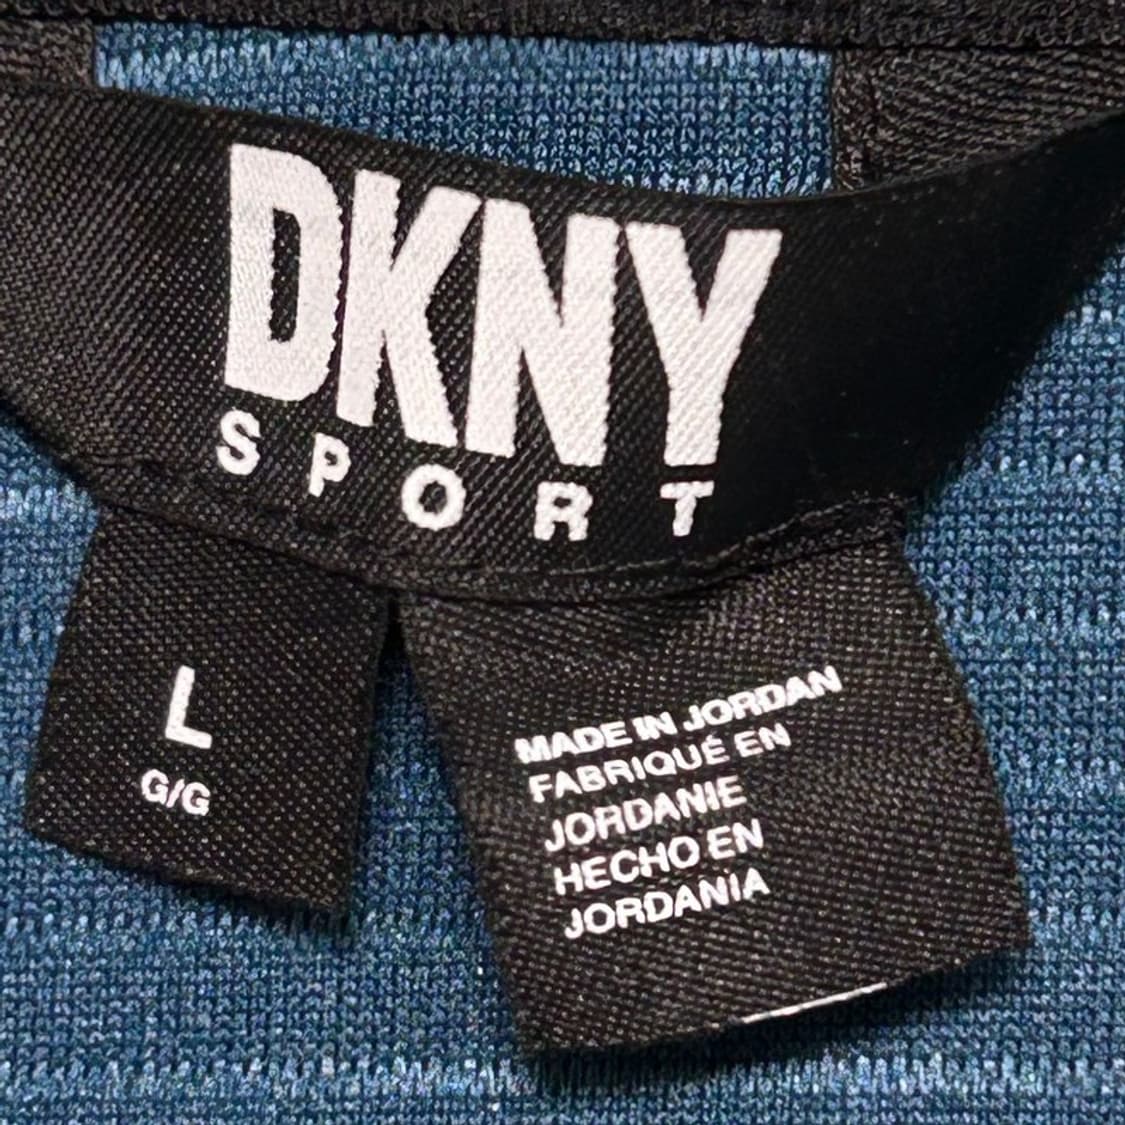 DKNY
SPORT
L
G/G
MADE IN JORDAN
FABRIQUÉ EN
JORDANIE
HECHO EN
JORDANIA